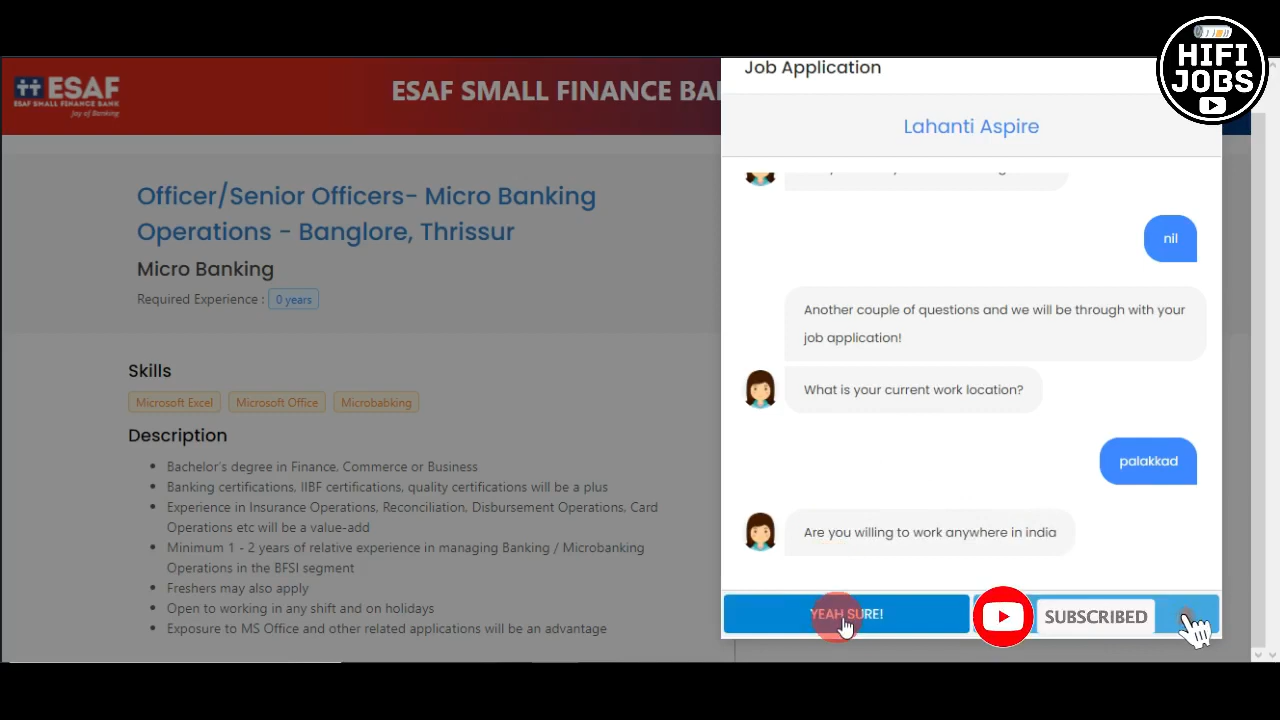 HIFI
JOBS
ESAF
ESAF SMALL FINANCE BANK
Joy of Banking
ESAF SMALL FINANCE BA
Officer/Senior Officers- Micro Banking
Operations - Banglore, Thrissur
Micro Banking
Required Experience : 0 years
Skills
Microsoft Excel Microsoft Office Microbabking
Description
Bachelor's degree in Finance, Commerce or Business
Banking certifications, IIBF certifications, quality certifications will be a plus
Experience in Insurance Operations, Reconciliation, Disbursement Operations, Card
Operations etc will be a value-add
Minimum 1 - 2 years of relative experience in managing Banking / Microbanking
Operations in the BFSI segment
Freshers may also apply
Open to working in any shift and on holidays
Exposure to MS Office and other related applications will be an advantage
Job Application
Lahanti Aspire
nil
Another couple of questions and we will be through with your
job application!
What is your current work location?
palakkad
Are you willing to work anywhere in india
YEAH SURE!
SUBSCRIBED